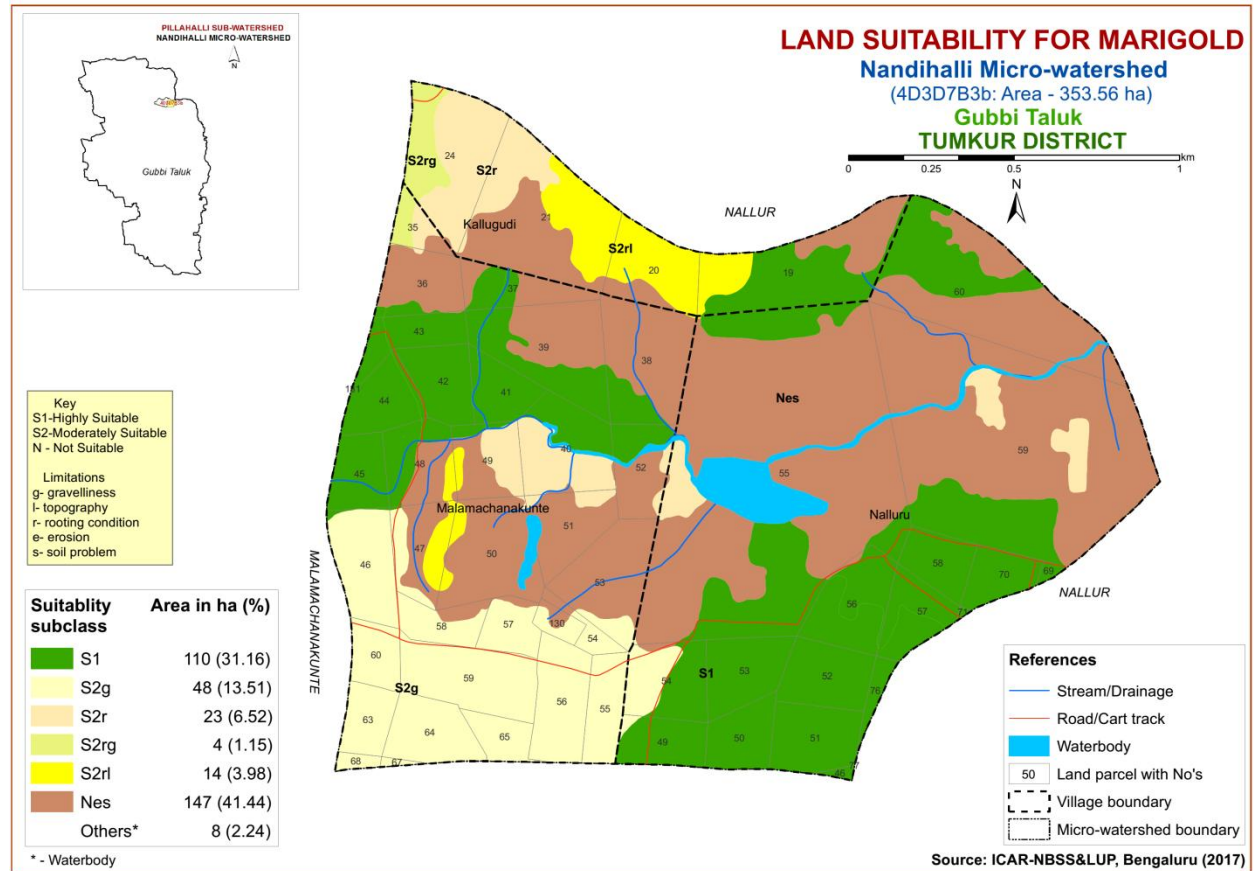 PILLAHALLI SUB-WATERSHED
NANDIHALLI MICRO-WATERSHED
N
Gubbi Taluk
LAND SUITABILITY FOR MARIGOLD
Nandihalli Micro-watershed
(4D3D7B3b: Area - 353.56 ha)
Gubbi Taluk
TUMKUR DISTRICT
0 0.25 0.5 1 km
N
NALLUR
S2rg
24
S2r
35
Kallugudi
21
S2rl
20
19
60
36
37
43
39
38
42
41
44
Nes
45
48
49
40
52
55
59
Malamachanakunte
51
Nalluru
47
50
46
53
58
70
69
NALLUR
56
57
71
58
57
130
54
60
59
54
S1
53
52
76
S2g
56
55
63
64
65
49
50
51
68
67
46
MALAMACHANAKUNTE
Key
S1-Highly Suitable
S2-Moderately Suitable
N - Not Suitable
Limitations
g- gravelliness
l- topography
r- rooting condition
e- erosion
s- soil problem
Suitablity subclass Area in ha (%)
S1 110 (31.16)
S2g 48 (13.51)
S2r 23 (6.52)
S2rg 4 (1.15)
S2rl 14 (3.98)
Nes 147 (41.44)
Others* 8 (2.24)
* - Waterbody
References
Stream/Drainage
Road/Cart track
Waterbody
50 Land parcel with No's
Village boundary
Micro-watershed boundary
Source: ICAR-NBSS&LUP, Bengaluru (2017)